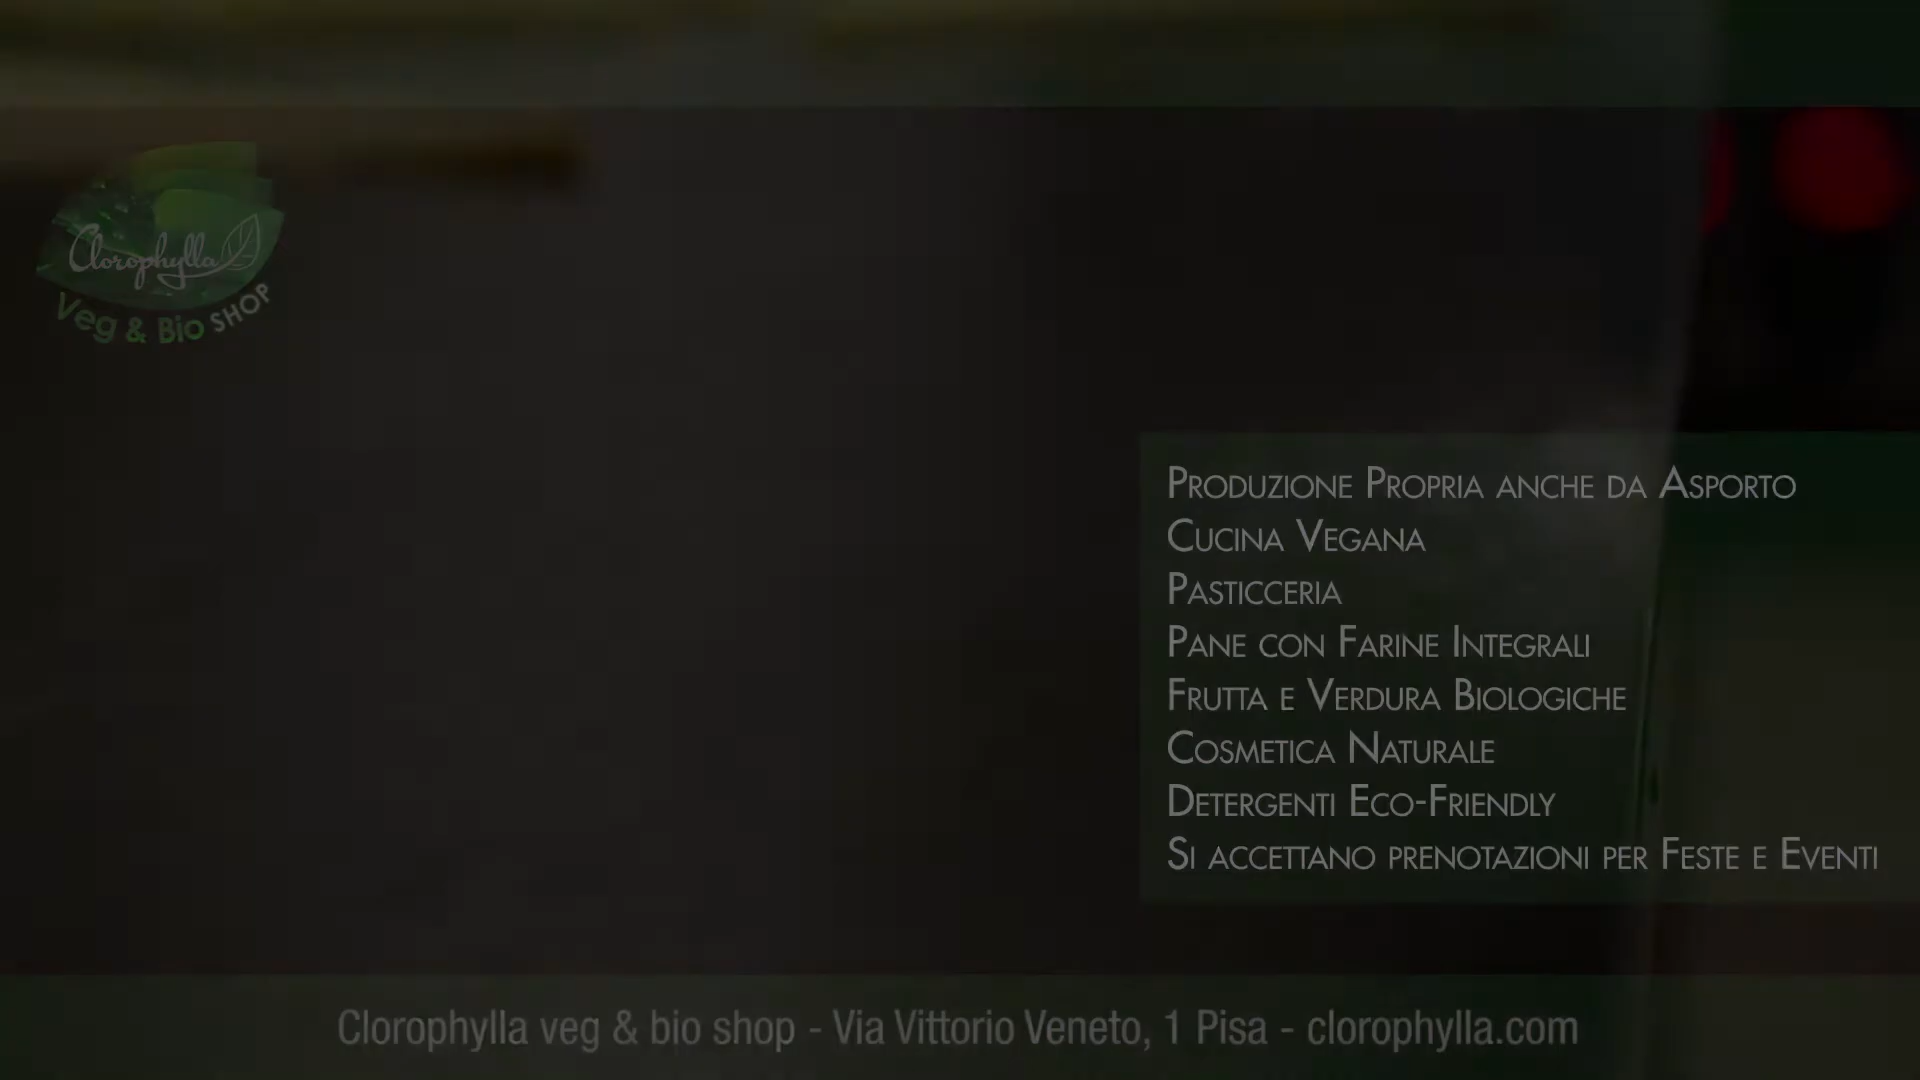 Clorophylla
Veg & Bio SHOP
Produzione Propria anche da Asporto
Cucina Vegana
Pasticceria
Pane con Farine Integrali
Frutta e Verdura Biologiche
Cosmetica Naturale
Detergenti Eco-Friendly
Si accettano prenotazioni per Feste e Eventi
Clorophylla veg & bio shop - Via Vittorio Veneto, 1 Pisa - clorophylla.com